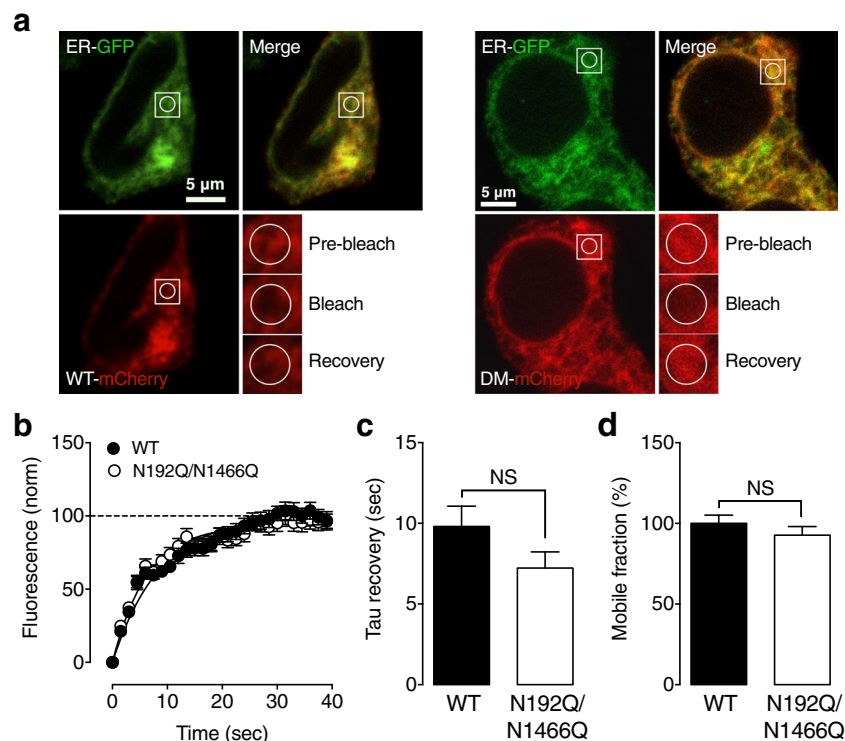 a
ER-GFP
Merge
5 µm
WT-mCherry
Pre-bleach
Bleach
Recovery
ER-GFP
Merge
5 µm
DM-mCherry
Pre-bleach
Bleach
Recovery
b
Fluorescence (norm)
150
100
50
0
WT
N192Q/N1466Q
0
10
20
30
40
Time (sec)
c
Tau recovery (sec)
15
10
5
0
NS
WT
N192Q/
N1466Q
d
Mobile fraction (%)
150
100
50
0
NS
WT
N192Q/
N1466Q